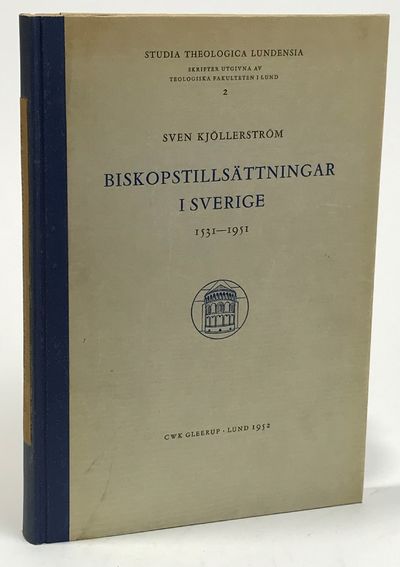 STUDIA THEOLOGICA LUNDENSIA
SKRIFTER UTGIVNA AV
TEOLOGISKA FAKULTETEN I LUND
2
SVEN KJÖLLERSTRÖM
BISKOPSTILLSÄTTNINGAR
I SVERIGE
1531—1951
CWK GLEERUP · LUND 1952